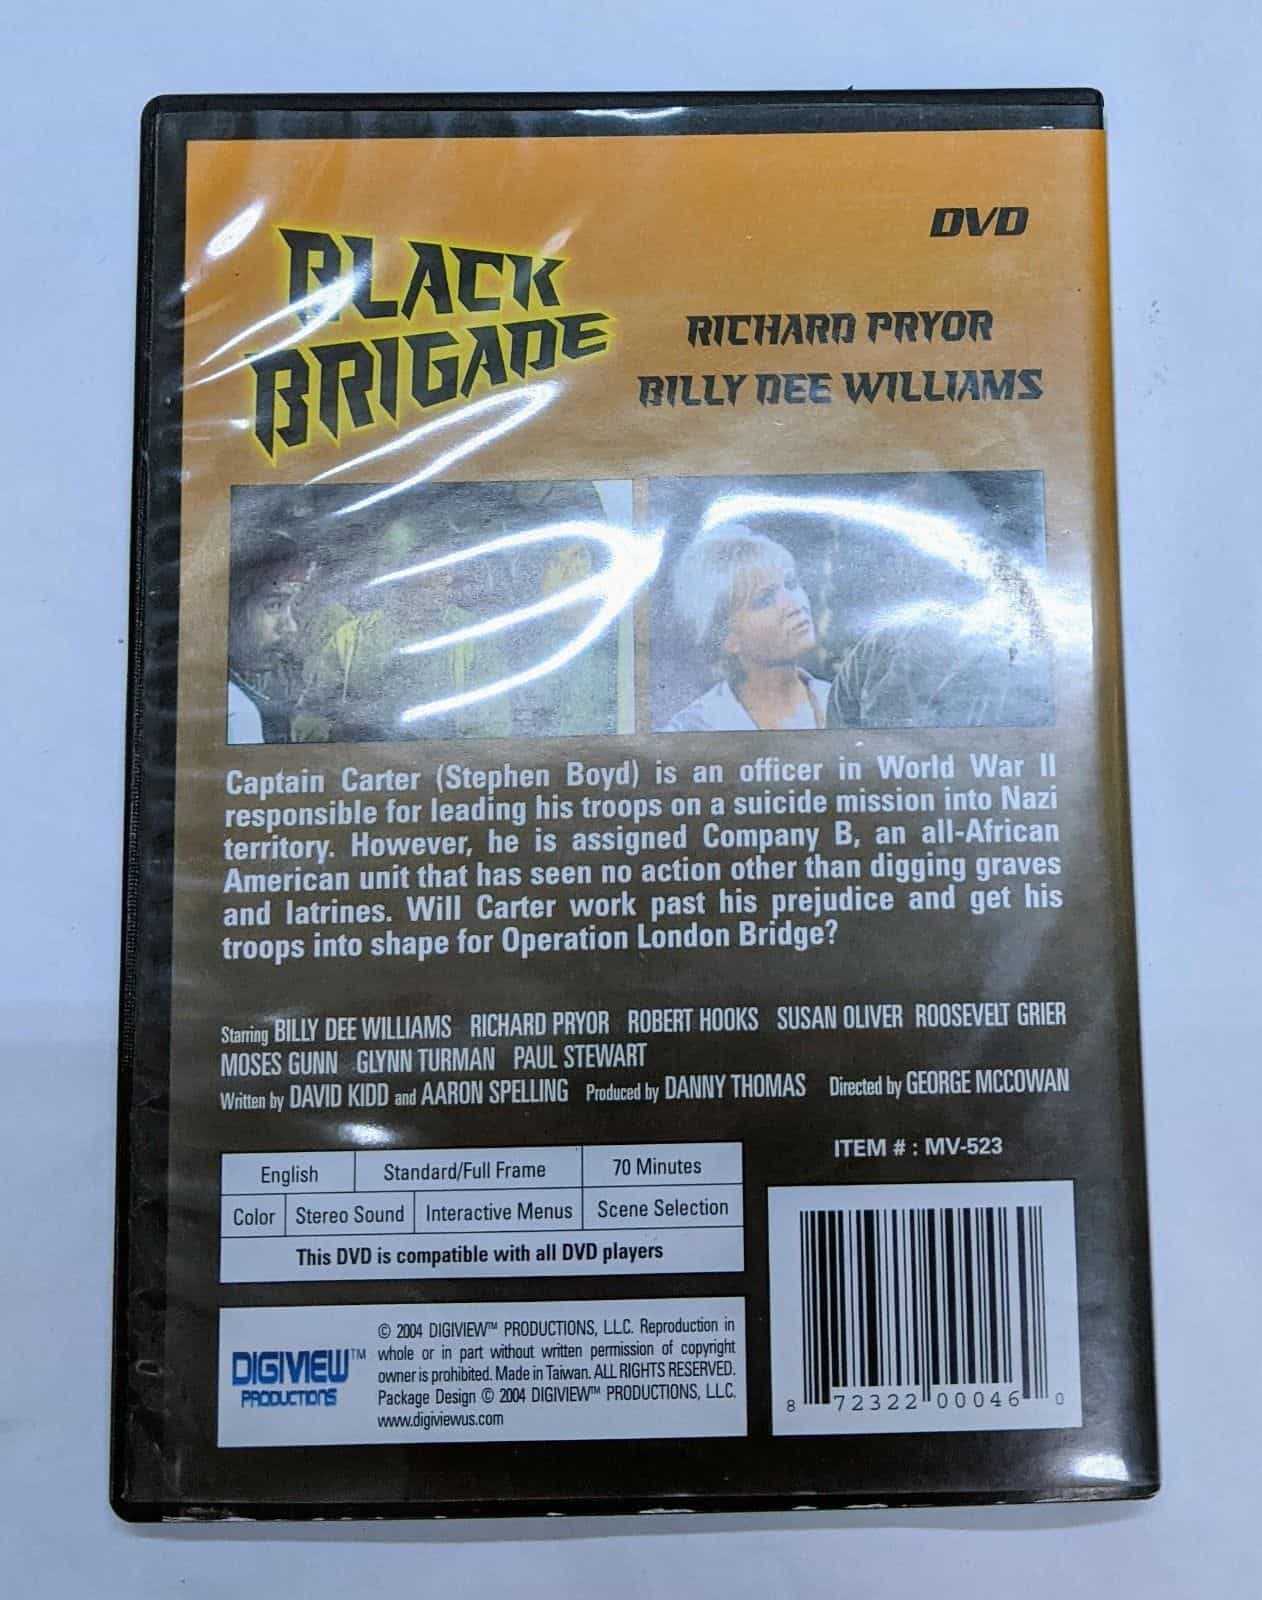 DVD
BLACK
BRIGADE
RICHARD PRYOR
BILLY DEE WILLIAMS
Captain Carter (Stephen Boyd) is an officer in World War II
responsible for leading his troops on a suicide mission into Nazi
territory. However, he is assigned Company B, an all-African
American unit that has seen no action other than digging graves
and latrines. Will Carter work past his prejudice and get his
troops into shape for Operation London Bridge?
Starring BILLY DEE WILLIAMS RICHARD PRYOR ROBERT HOOKS SUSAN OLIVER ROOSEVELT GRIER
MOSES GUNN GLYNN TURMAN PAUL STEWART
Written by DAVID KIDD and AARON SPELLING Produced by DANNY THOMAS Directed by GEORGE MCCOWAN
ITEM # : MV-523
English Standard/Full Frame 70 Minutes
Color Stereo Sound Interactive Menus Scene Selection
This DVD is compatible with all DVD players
DIGIVIEW™
PRODUCTIONS
© 2004 DIGIVIEW™ PRODUCTIONS, L.L.C. Reproduction in
whole or in part without written permission of copyright
owner is prohibited. Made in Taiwan. ALL RIGHTS RESERVED.
Package Design © 2004 DIGIVIEW™ PRODUCTIONS, L.L.C.
www.digiviewus.com
8 72322 00046 0